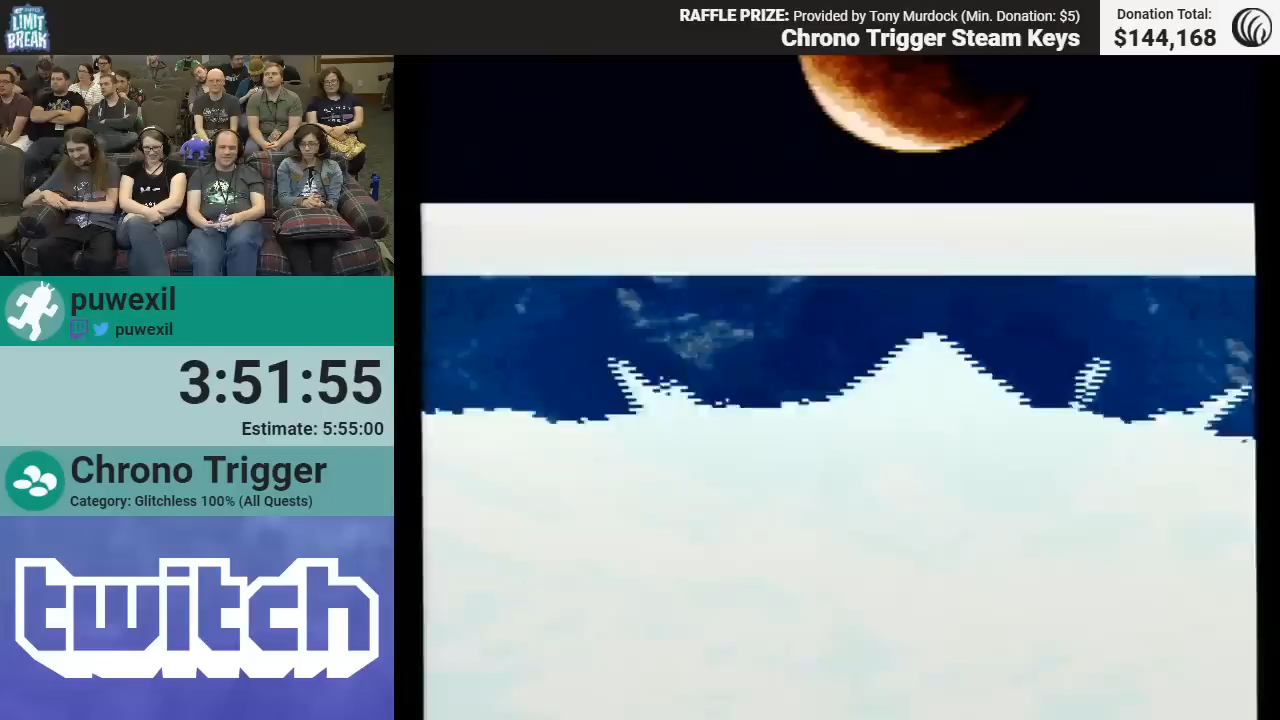 LIMIT
BREAK
RAFFLE PRIZE: Provided by Tony Murdock (Min. Donation: $5)
Chrono Trigger Steam Keys
Donation Total:
$144,168
puwexil
puwexil
3:51:55
Estimate: 5:55:00
Chrono Trigger
Category: Glitchless 100% (All Quests)
twitch